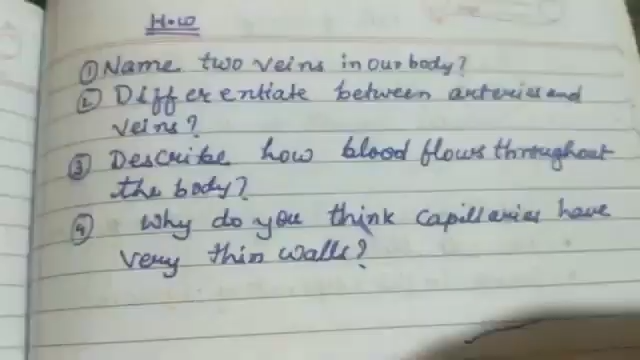 H.W
① Name two veins in our body?
② Differentiate between arteries and
veins?
③ Describe how blood flows throughout
the body?
④ Why do you think capillaries have
very thin walls?